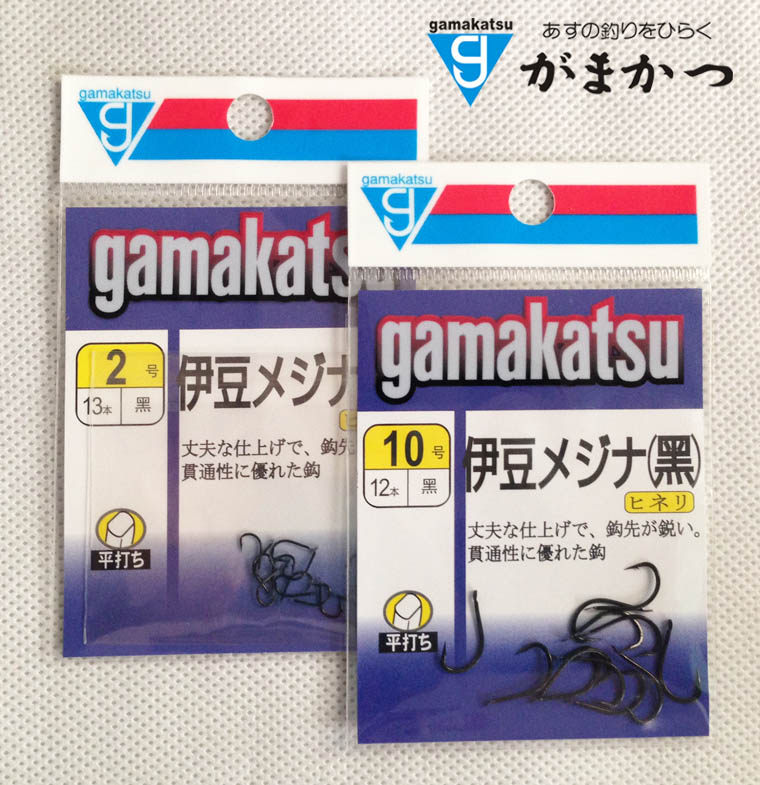 gamakatsu
g
あすの釣りをひらく
がまかつ
gamakatsu
g
gamakatsu
2号
13本
黑
伊豆メジナ
丈夫な仕上げで、鈎先
貫通性に優れた鈎
平打ち
gamakatsu
g
gamakatsu
10号
12本
黑
伊豆メジナ(黑)
ヒネリ
丈夫な仕上げで、鈎先が鋭い。
貫通性に優れた鈎
平打ち